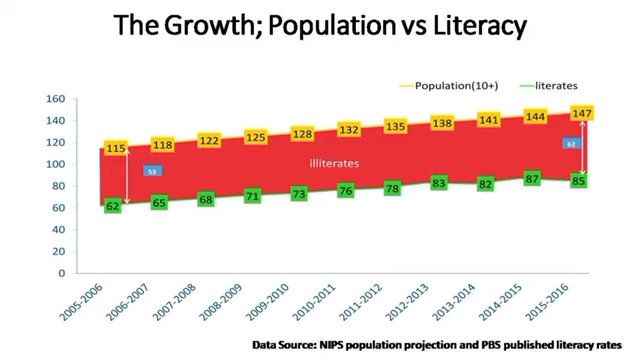 The Growth; Population vs Literacy
Population(10+) literates
160
140
120
100
80
60
40
20
0
115 118 122 125 128 132 135 138 141 144 147
53 62
illiterates
62 65 68 71 73 76 78 83 82 87 85
2005-2006 2006-2007 2007-2008 2008-2009 2009-2010 2010-2011 2011-2012 2012-2013 2013-2014 2014-2015 2015-2016
Data Source: NIPS population projection and PBS published literacy rates